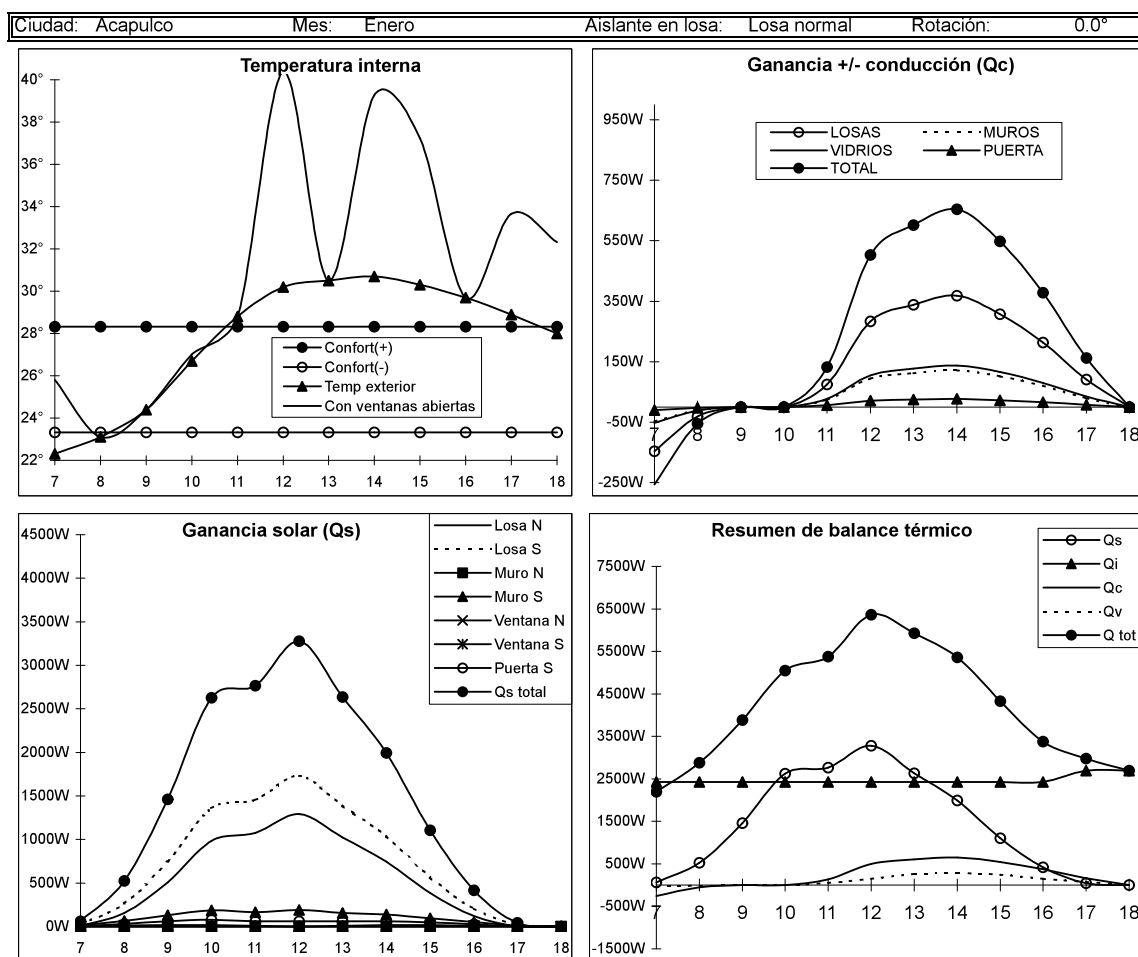 Ciudad: Acapulco Mes: Enero Aislante en losa: Losa normal Rotación: 0.0°
Temperatura interna
40°
38°
36°
34°
32°
30°
28°
26°
24°
22°
Confort(+)
Confort(-)
Temp exterior
Con ventanas abiertas
7 8 9 10 11 12 13 14 15 16 17 18
Ganancia +/- conducción (Qc)
950W
750W
550W
350W
150W
-50W
-250W
LOSAS MUROS
VIDRIOS PUERTA
TOTAL
7 8 9 10 11 12 13 14 15 16 17 18
Ganancia solar (Qs)
4500W
4000W
3500W
3000W
2500W
2000W
1500W
1000W
500W
0W
Losa N
Losa S
Muro N
Muro S
Ventana N
Ventana S
Puerta S
Qs total
7 8 9 10 11 12 13 14 15 16 17 18
Resumen de balance térmico
7500W
6500W
5500W
4500W
3500W
2500W
1500W
500W
-500W
-1500W
Qs
Qi
Qc
Qv
Q tot
7 8 9 10 11 12 13 14 15 16 17 18